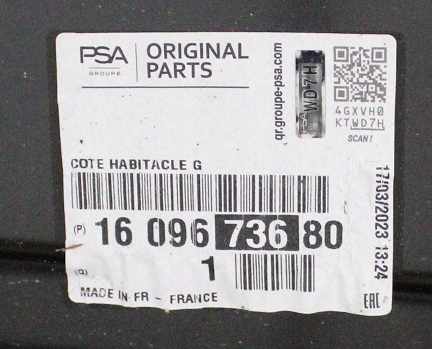 PSA
GROUPE
ORIGINAL
PARTS
qr.groupe-psa.com
PSA WD7H
4GXVH0
KTWD7H
SCAN!
COTE HABITACLE G
(P) 16 096 736 80
(Q) 1
17/03/2023 13:24
MADE IN FR - FRANCE
EAC